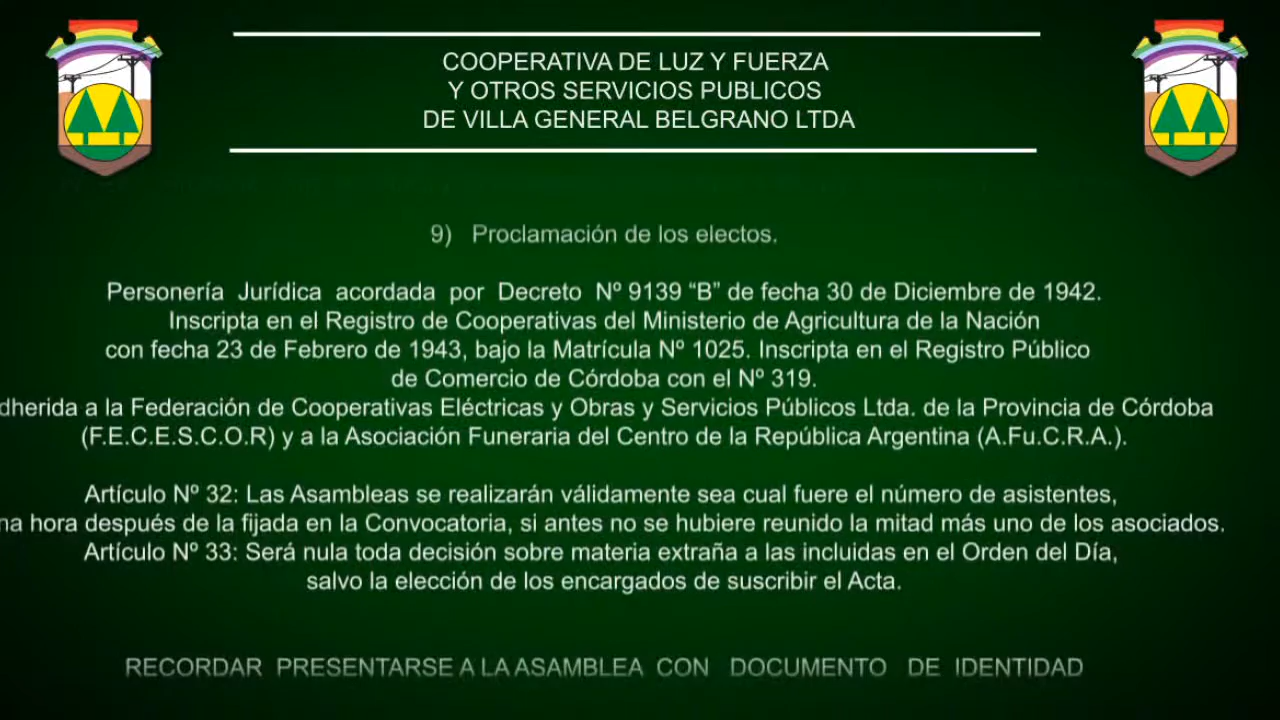 COOPERATIVA DE LUZ Y FUERZA
Y OTROS SERVICIOS PUBLICOS
DE VILLA GENERAL BELGRANO LTDA
9) Proclamación de los electos.
Personería Jurídica acordada por Decreto Nº 9139 “B” de fecha 30 de Diciembre de 1942.
Inscripta en el Registro de Cooperativas del Ministerio de Agricultura de la Nación
con fecha 23 de Febrero de 1943, bajo la Matrícula Nº 1025. Inscripta en el Registro Público
de Comercio de Córdoba con el Nº 319.
dherida a la Federación de Cooperativas Eléctricas y Obras y Servicios Públicos Ltda. de la Provincia de Córdoba
(F.E.C.E.S.C.O.R) y a la Asociación Funeraria del Centro de la República Argentina (A.Fu.C.R.A.).
Artículo Nº 32: Las Asambleas se realizarán válidamente sea cual fuere el número de asistentes,
na hora después de la fijada en la Convocatoria, si antes no se hubiere reunido la mitad más uno de los asociados.
Artículo Nº 33: Será nula toda decisión sobre materia extraña a las incluidas en el Orden del Día,
salvo la elección de los encargados de suscribir el Acta.
RECORDAR PRESENTARSE A LA ASAMBLEA CON DOCUMENTO DE IDENTIDAD